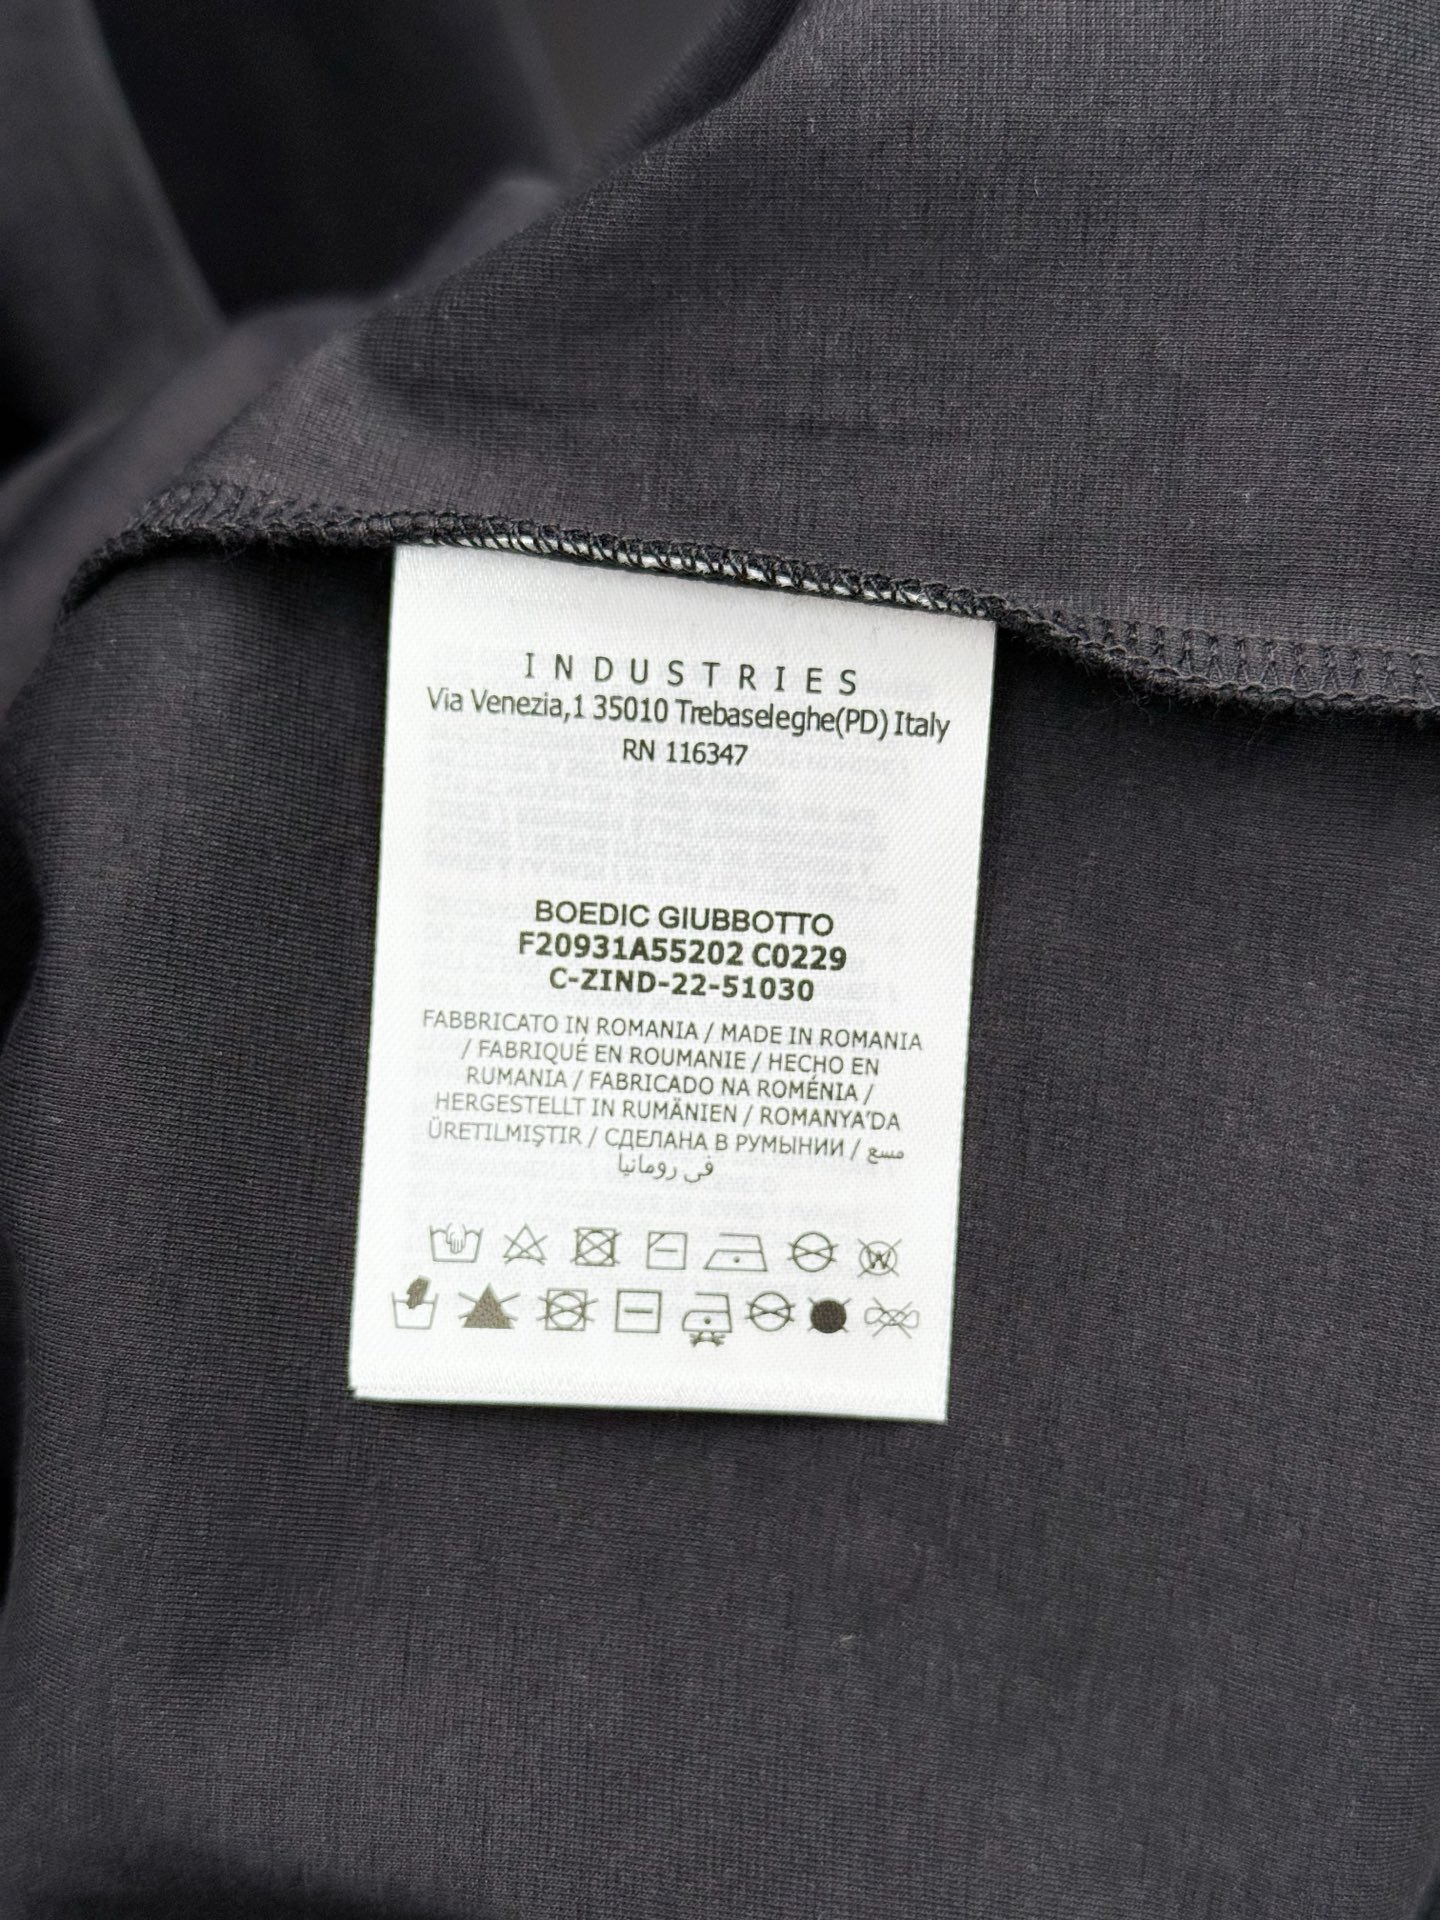 INDUSTRIES
Via Venezia,1 35010 Trebaseleghe(PD) Italy
RN 116347
BOEDIC GIUBBOTTO
F20931A55202 C0229
C-ZIND-22-51030
FABBRICATO IN ROMANIA / MADE IN ROMANIA
/ FABRIQUÉ EN ROUMANIE / HECHO EN
RUMANIA / FABRICADO NA ROMÉNIA /
HERGESTELLT IN RUMÄNIEN / ROMANYA'DA
ÜRETILMIŞTIR / СДЕЛАНА В РУМЫНИИ / مسع
في رومانيا
W